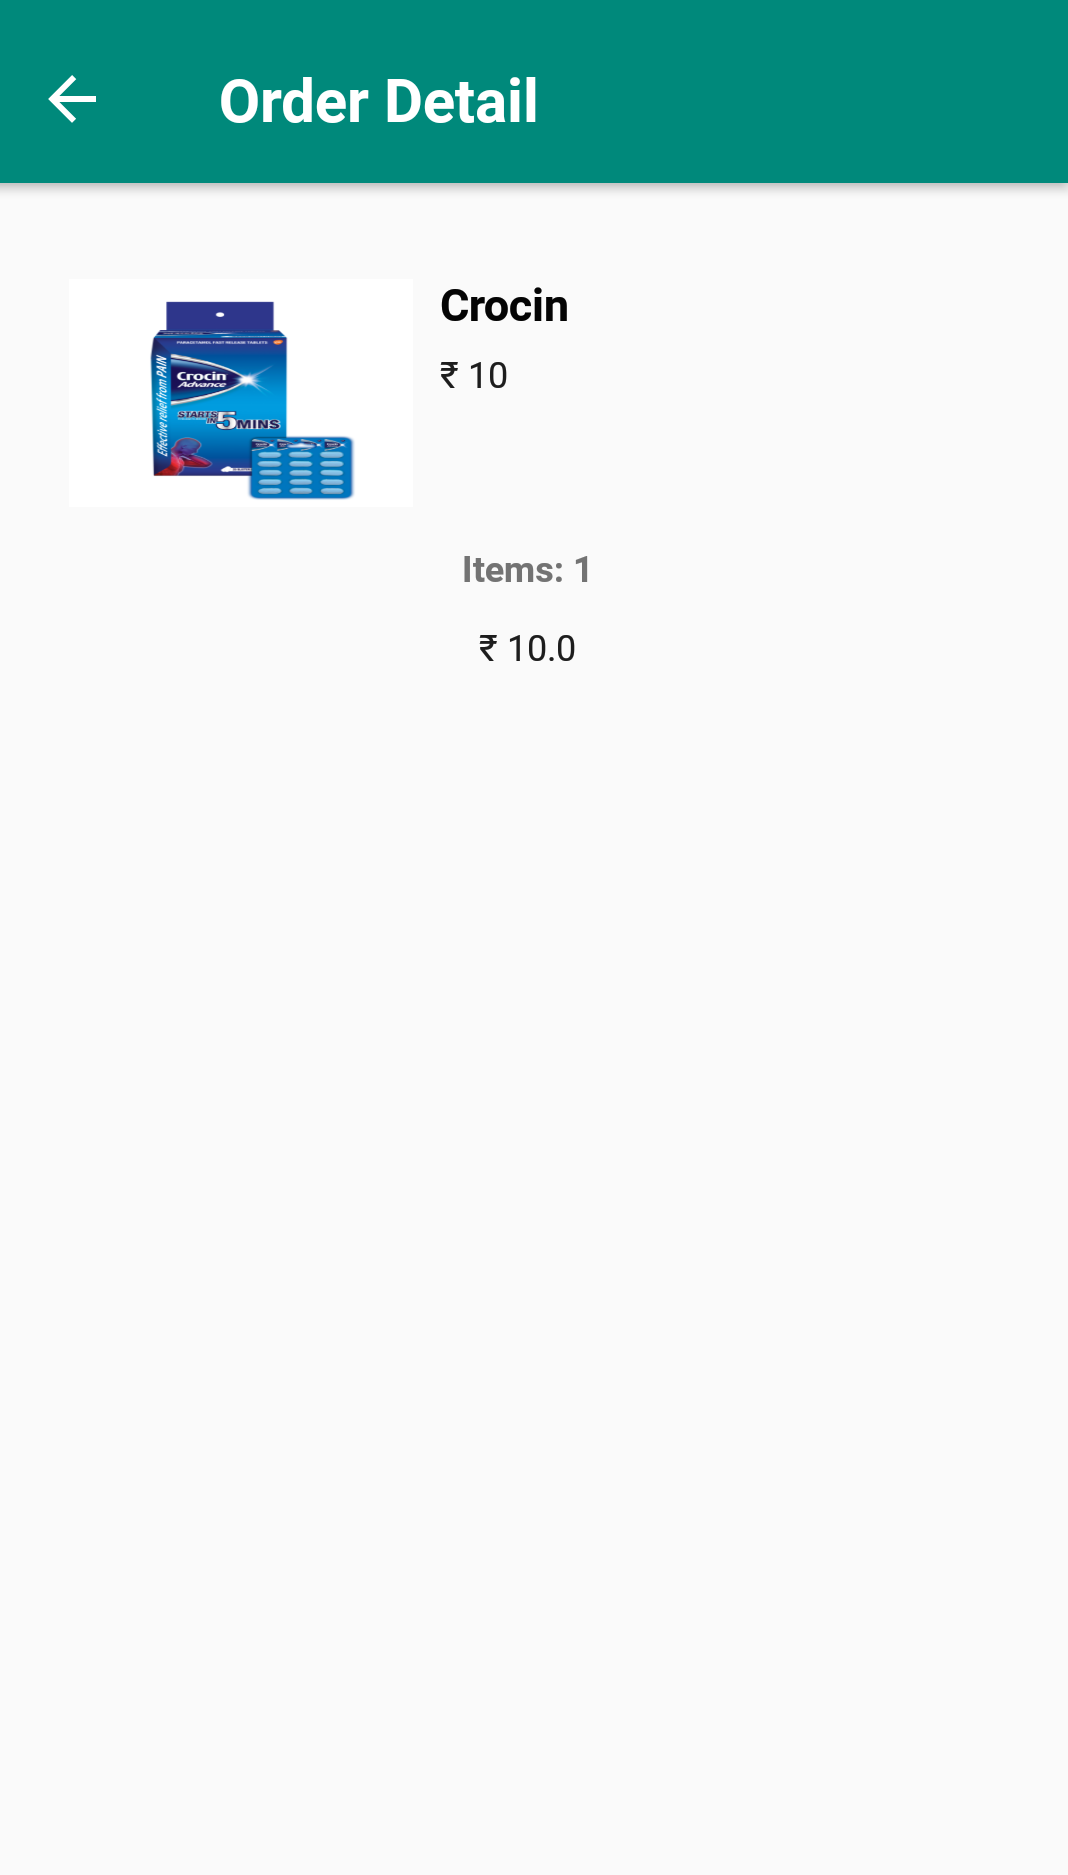 Order Detail
Crocin
₹ 10
PARACETAMOL FAST RELEASE TABLETS
Effective relief from PAIN
Crocin
Advance
STARTS
IN 5 MINS
Items: 1
₹ 10.0